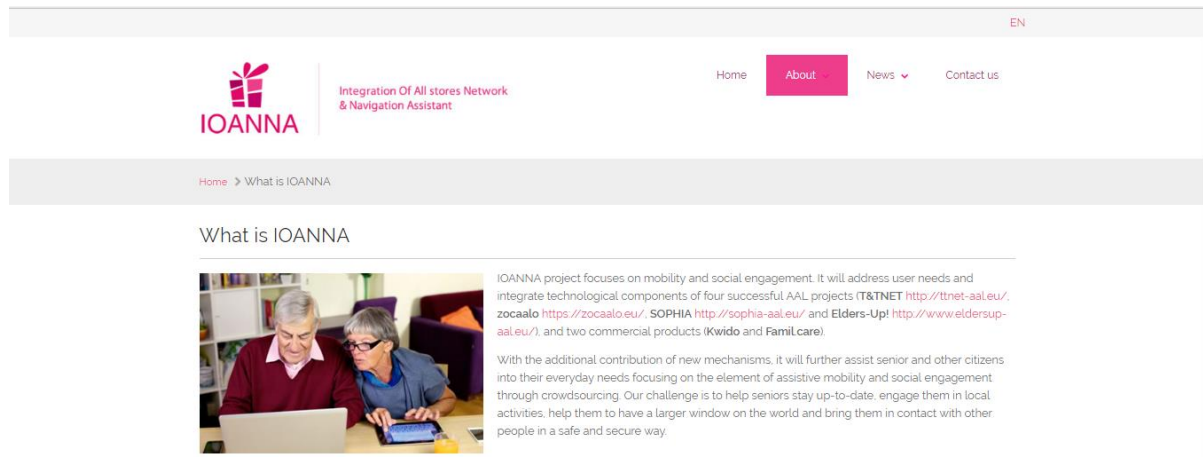 EN
IOANNA
Integration Of All stores Network
& Navigation Assistant
Home
About
News
Contact us
Home > What is IOANNA
What is IOANNA
IOANNA project focuses on mobility and social engagement. It will address user needs and
integrate technological components of four successful AAL projects (T&TNET http://ttnet-aal.eu/,
zocaalo https://zocaalo.eu/, SOPHIA http://sophia-aal.eu/ and Elders-Up! http://www.eldersup-
aal.eu/), and two commercial products (Kwido and Famil.care).
With the additional contribution of new mechanisms, it will further assist senior and other citizens
into their everyday needs focusing on the element of assistive mobility and social engagement
through crowdsourcing. Our challenge is to help seniors stay up-to-date, engage them in local
activities, help them to have a larger window on the world and bring them in contact with other
people in a safe and secure way.